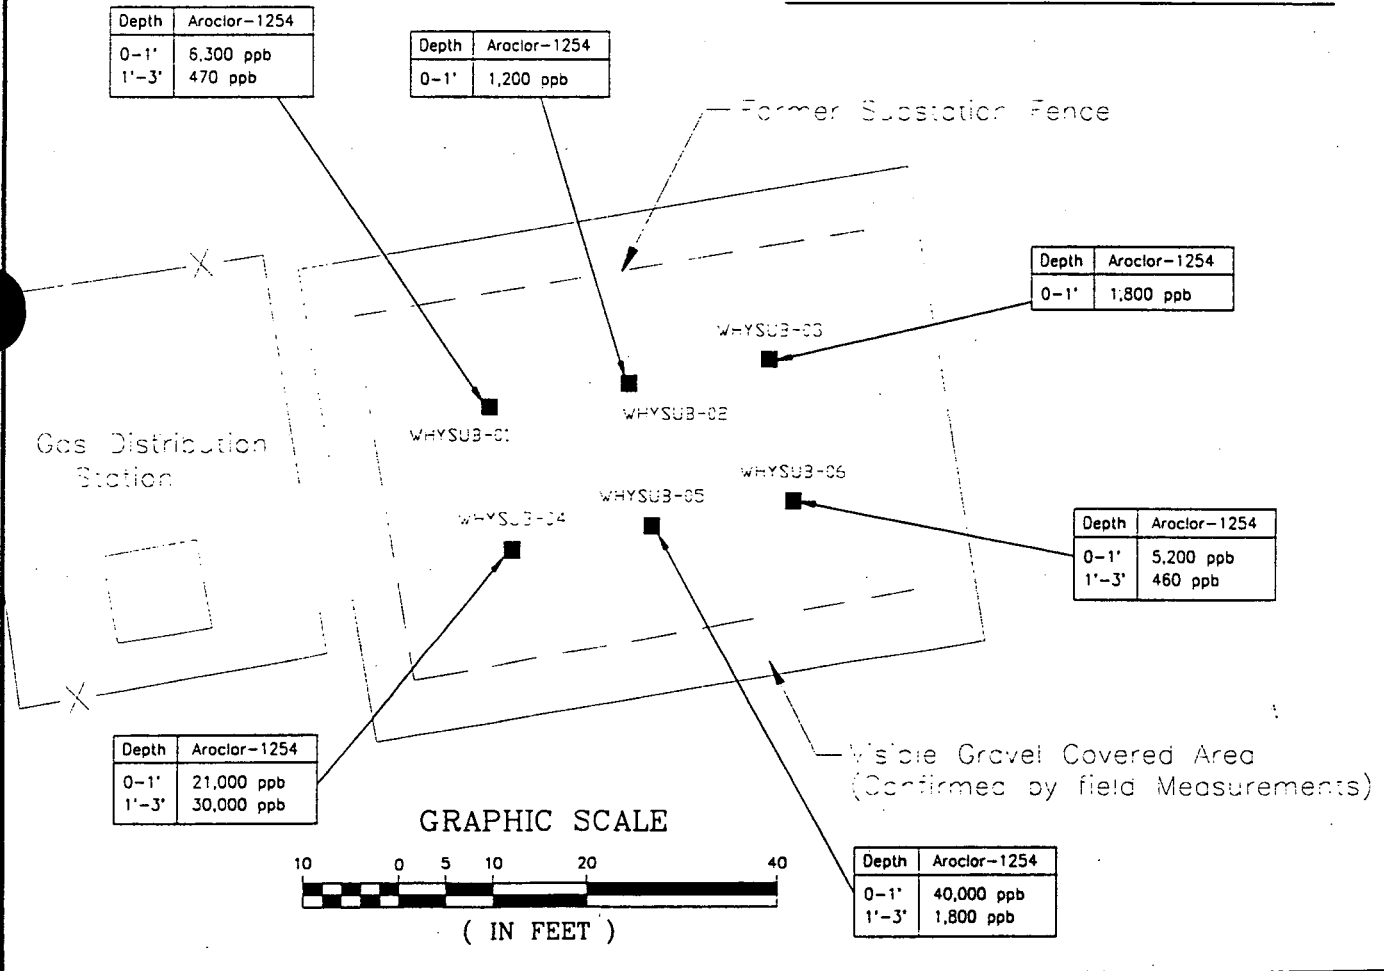 Depth Aroclor-1254
0-1' 6,300 ppb
1'-3' 470 ppb
Depth Aroclor-1254
0-1' 1,200 ppb
Former Substation Fence
Depth Aroclor-1254
0-1' 1,800 ppb
WHYSUB-03
WHYSUB-02
WHYSUB-01
Gas Distribution
Station
WHYSUB-06
WHYSUB-05
WHYSUB-04
Depth Aroclor-1254
0-1' 5,200 ppb
1'-3' 460 ppb
Depth Aroclor-1254
0-1' 21,000 ppb
1'-3' 30,000 ppb
Visible Gravel Covered Area
(Confirmed by field Measurements)
GRAPHIC SCALE
10 0 5 10 20 40
( IN FEET )
Depth Aroclor-1254
0-1' 40,000 ppb
1'-3' 1,800 ppb
X
X